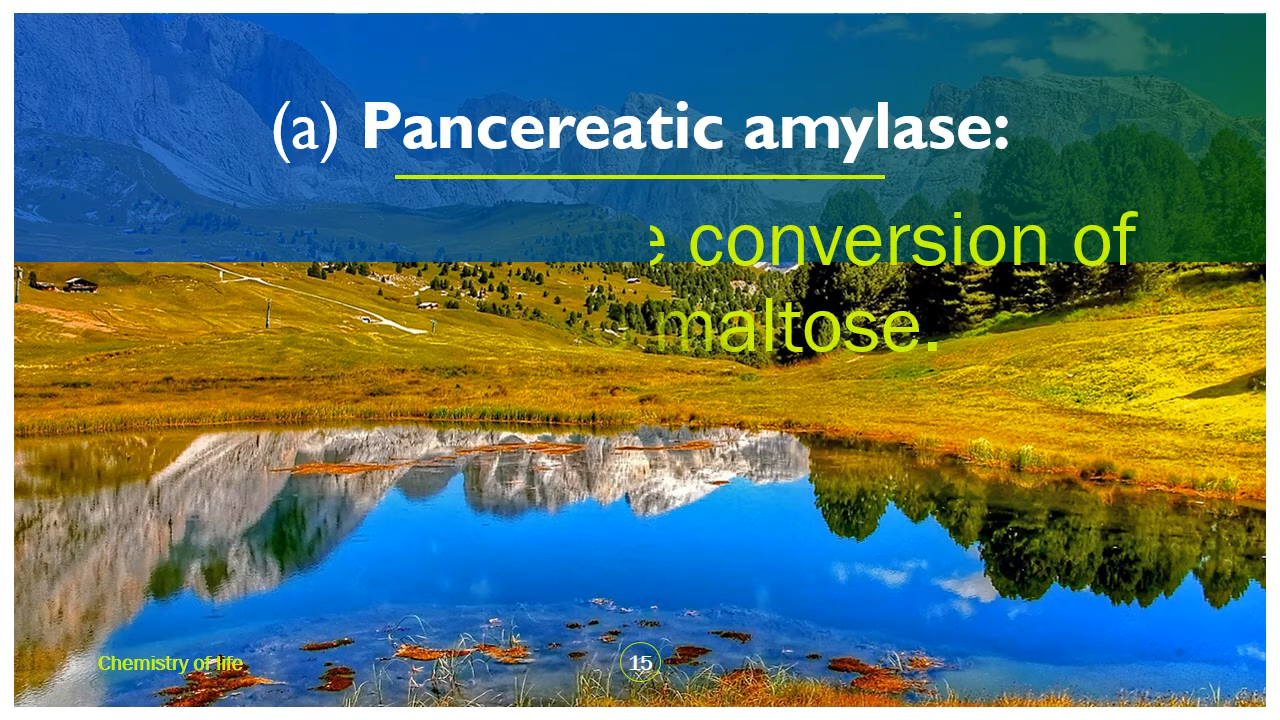 (a) Pancereatic amylase:
e conversion of
maltose.
Chemistry of life
15